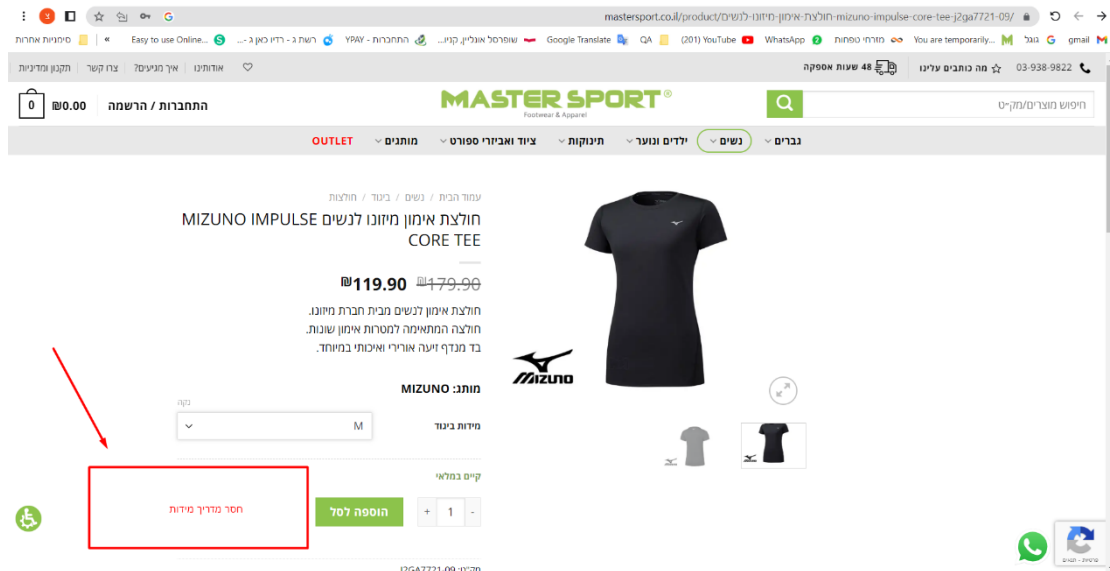 mastersport.co.il/product/חולצת-אימון-מיזונו-לנשים-mizuno-impulse-core-tee-j2ga7721-09/
gmail
גוגל
You are temporarily...
מזרחי טפחות
WhatsApp
(201) YouTube
QA
Google Translate
שופרסל אונליין, קניו...
התחברות - YPAY
רשת ג - רדיו כאן ג -...
Easy to use Online...
»
סימניות אחרות
03-938-9822
מה כותבים עלינו
48 שעות אספקה
אודותינו
איך מגיעים?
צרו קשר
תקנון ומדיניות
חיפוש מוצרים/מק״ט
MASTER SPORT®
Footwear & Apparel
התחברות / הרשמה
₪0.00
0
גברים
נשים
ילדים ונוער
תינוקות
ציוד ואביזרי ספורט
מותגים
OUTLET
עמוד הבית / נשים / ביגוד / חולצות
חולצת אימון מיזונו לנשים MIZUNO IMPULSE
CORE TEE
₪179.90 ₪119.90
חולצת אימון לנשים מבית חברת מיזונו.
חולצה המתאימה למטרות אימון שונות.
בד מנדף זיעה אורירי ואיכותי במיוחד.
MIZUNO
מותג: MIZUNO
נקה
מידות ביגוד
M
קיים במלאי
- 1 +
הוספה לסל
חסר מדריך מידות
מק"ט: J2GA7721-09
פרטיות - תנאים